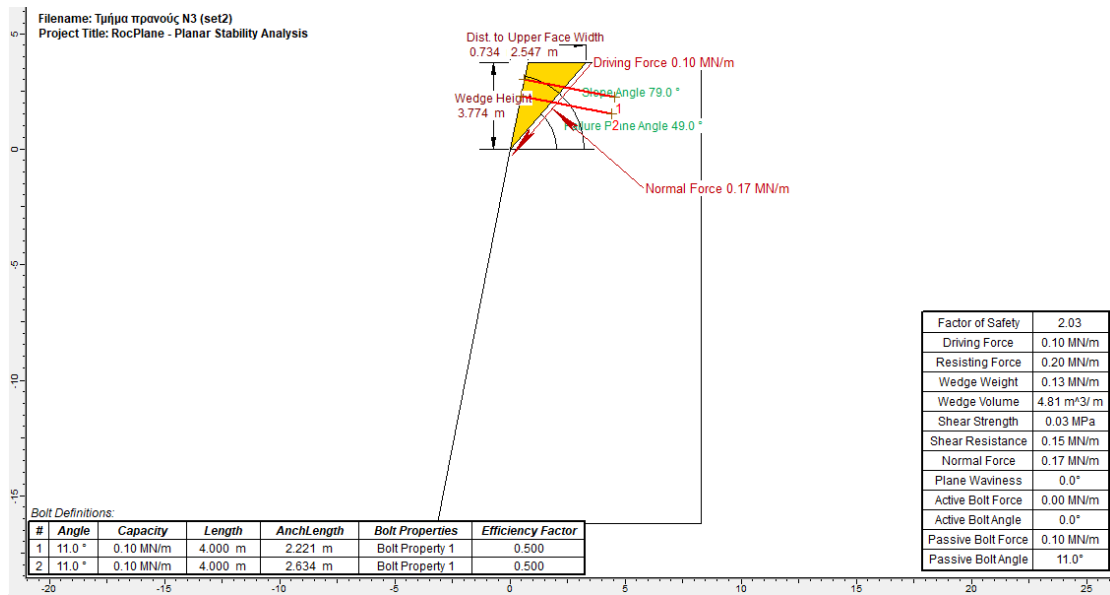 Filename: Τμήμα πρανούς N3 (set2)
Project Title: RocPlane - Planar Stability Analysis
Dist. to Upper Face Width
0.734 2.547 m
Driving Force 0.10 MN/m
Slope Angle 79.0 °
Wedge Height
3.774 m
1
2
Plane Angle 49.0 °
Normal Force 0.17 MN/m
5
0
-5
-10
-15
Factor of Safety 2.03
Driving Force 0.10 MN/m
Resisting Force 0.20 MN/m
Wedge Weight 0.13 MN/m
Wedge Volume 4.81 m^3/ m
Shear Strength 0.03 MPa
Shear Resistance 0.15 MN/m
Normal Force 0.17 MN/m
Plane Waviness 0.0°
Active Bolt Force 0.00 MN/m
Active Bolt Angle 0.0°
Passive Bolt Force 0.10 MN/m
Passive Bolt Angle 11.0°
Bolt Definitions:
# Angle Capacity Length AnchLength Bolt Properties Efficiency Factor
1 11.0 ° 0.10 MN/m 4.000 m 2.221 m Bolt Property 1 0.500
2 11.0 ° 0.10 MN/m 4.000 m 2.634 m Bolt Property 1 0.500
-20 -15 -10 -5 0 5 10 15 20 25